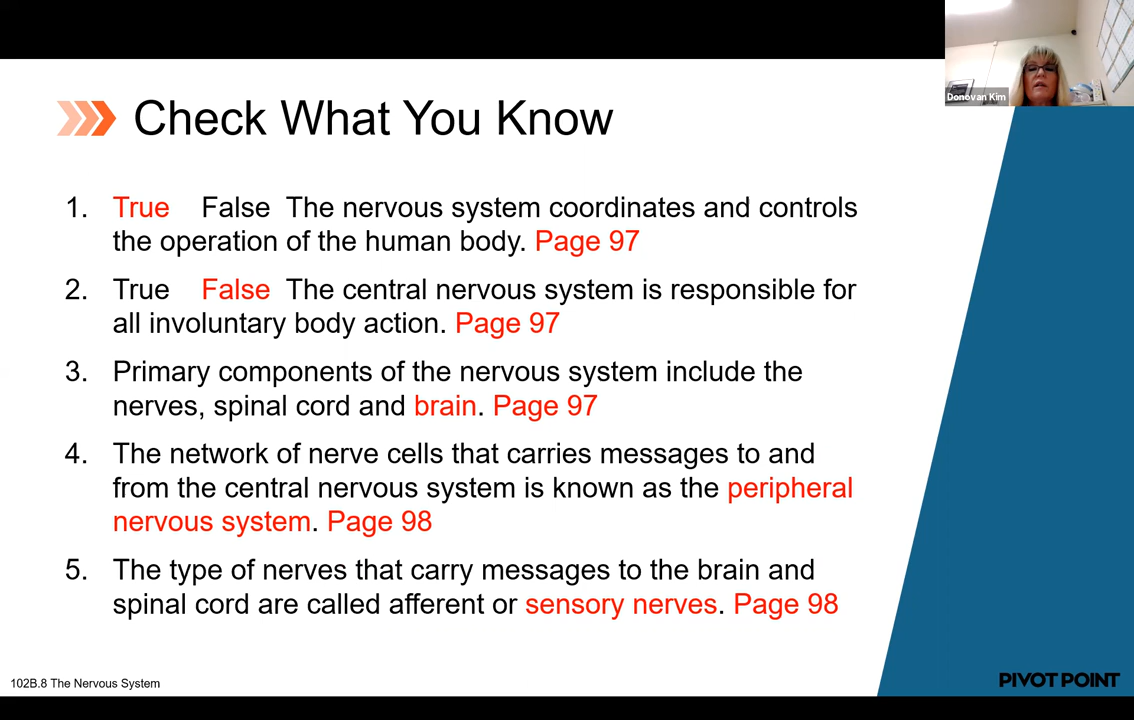 Donovan Kim
Check What You Know
1. True False The nervous system coordinates and controls
the operation of the human body. Page 97
2. True False The central nervous system is responsible for
all involuntary body action. Page 97
3. Primary components of the nervous system include the
nerves, spinal cord and brain. Page 97
4. The network of nerve cells that carries messages to and
from the central nervous system is known as the peripheral
nervous system. Page 98
5. The type of nerves that carry messages to the brain and
spinal cord are called afferent or sensory nerves. Page 98
102B.8 The Nervous System
PIVOT POINT